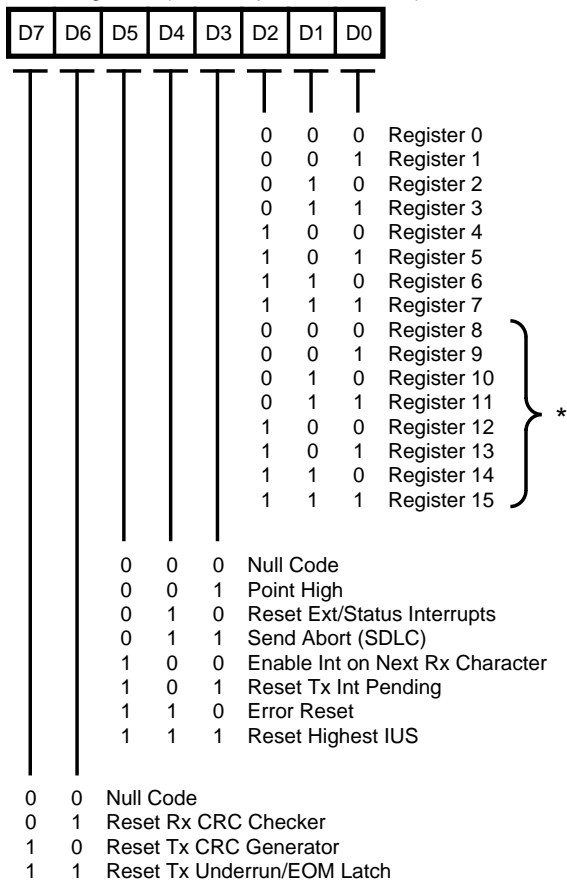 D7 D6 D5 D4 D3 D2 D1 D0
0 0 0 Register 0
0 0 1 Register 1
0 1 0 Register 2
0 1 1 Register 3
1 0 0 Register 4
1 0 1 Register 5
1 1 0 Register 6
1 1 1 Register 7
0 0 0 Register 8
0 0 1 Register 9
0 1 0 Register 10
0 1 1 Register 11
1 0 0 Register 12
1 0 1 Register 13
1 1 0 Register 14
1 1 1 Register 15
*
0 0 0 Null Code
0 0 1 Point High
0 1 0 Reset Ext/Status Interrupts
0 1 1 Send Abort (SDLC)
1 0 0 Enable Int on Next Rx Character
1 0 1 Reset Tx Int Pending
1 1 0 Error Reset
1 1 1 Reset Highest IUS
0 0 Null Code
0 1 Reset Rx CRC Checker
1 0 Reset Tx CRC Generator
1 1 Reset Tx Underrun/EOM Latch